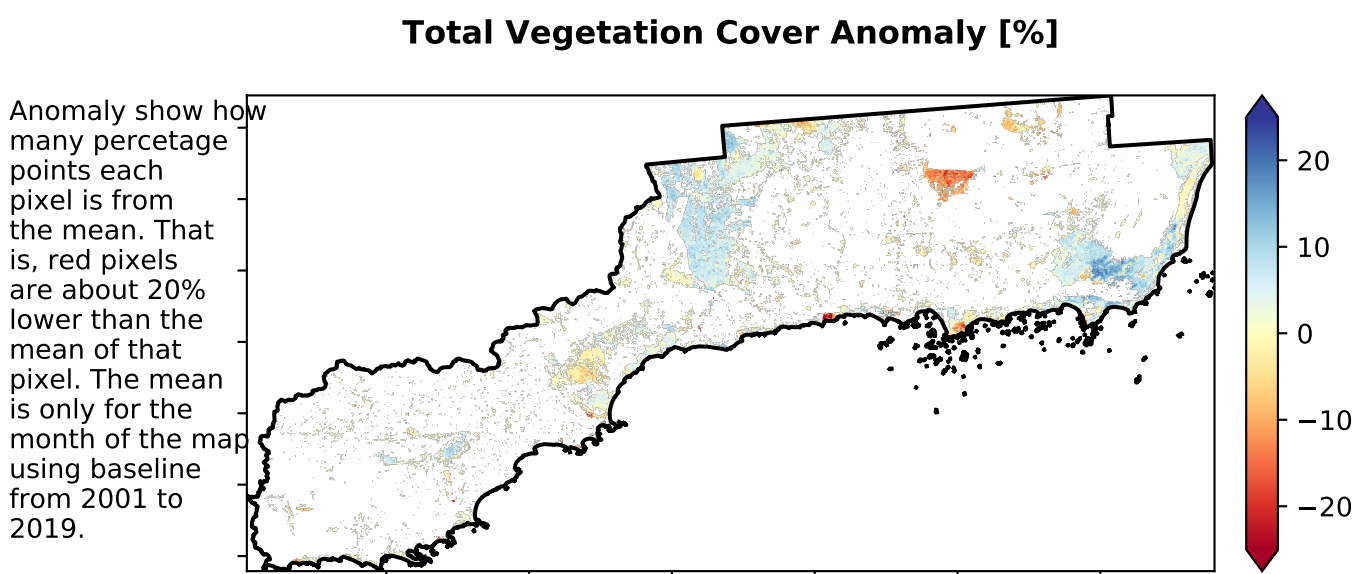 Total Vegetation Cover Anomaly [%]
Anomaly show how
many percetage
points each
pixel is from
the mean. That
is, red pixels
are about 20%
lower than the
mean of that
pixel. The mean
is only for the
month of the map
using baseline
from 2001 to
2019.
20
10
0
−10
−20